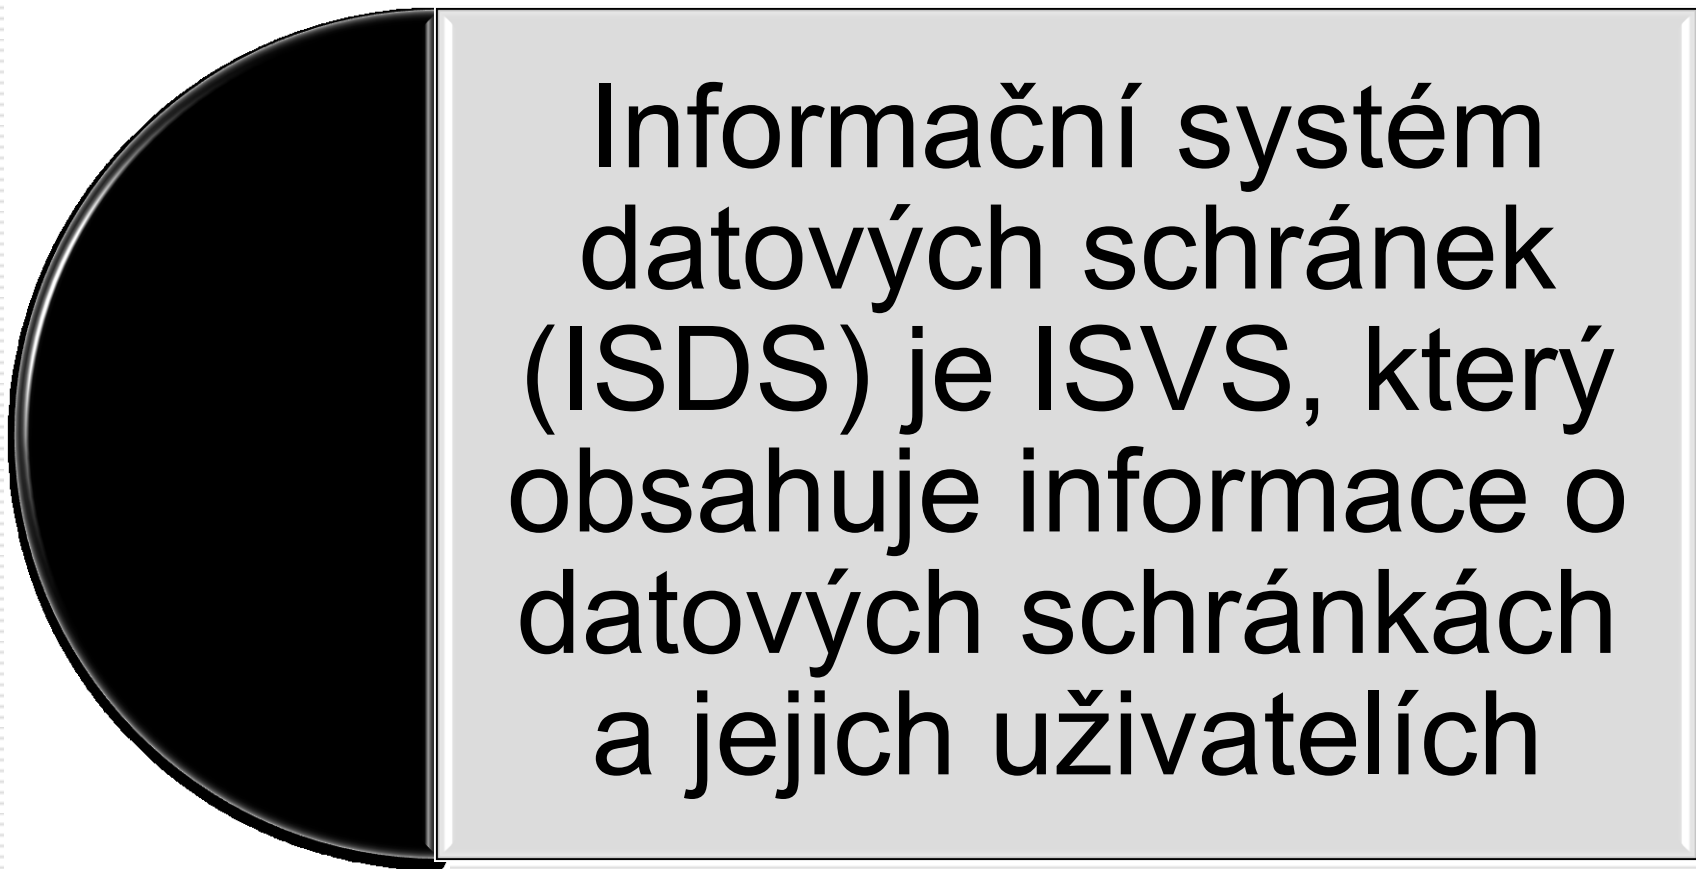 Informační systém
datových schránek
(ISDS) je ISVS, který
obsahuje informace o
datových schránkách
a jejich uživatelích